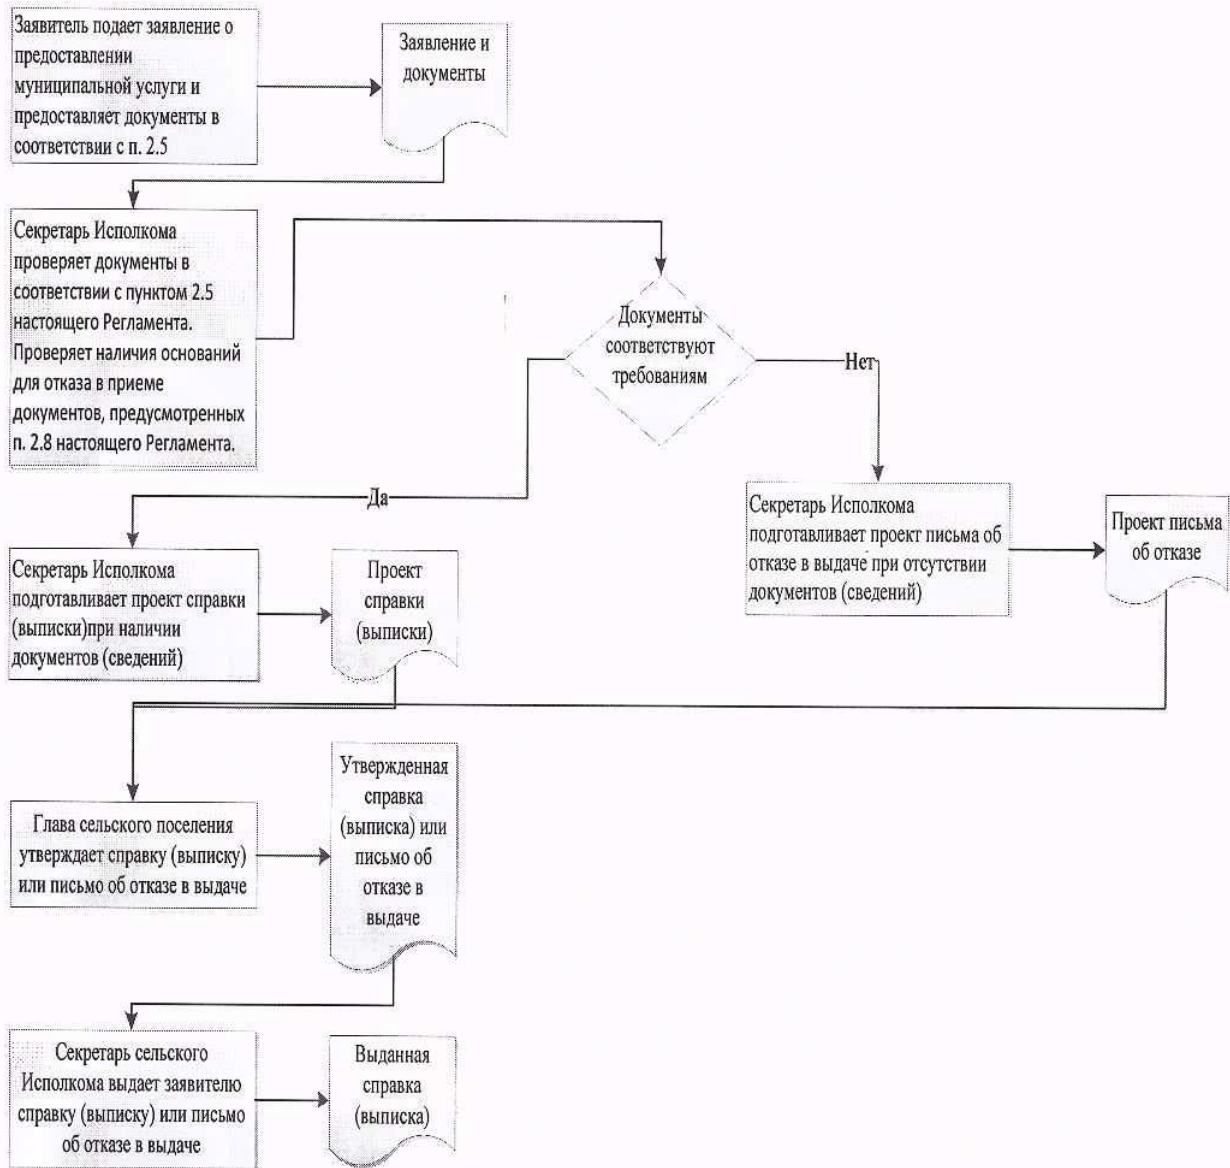 Заявитель подает заявление о
предоставлении
муниципальной услуги и
предоставляет документы в
соответствии с п. 2.5
Заявление и
документы
Секретарь Исполкома
проверяет документы в
соответствии с пунктом 2.5
настоящего Регламента.
Проверяет наличия оснований
для отказа в приеме
документов, предусмотренных
п. 2.8 настоящего Регламента.
Документы
соответствуют
требованиям
Нет
Да
Секретарь Исполкома
подготавливает проект письма об
отказе в выдаче при отсутствии
документов (сведений)
Проект письма
об отказе
Секретарь Исполкома
подготавливает проект справки
(выписки)при наличии
документов (сведений)
Проект
справки
(выписки)
Глава сельского поселения
утверждает справку (выписку)
или письмо об отказе в выдаче
Утвержденная
справка
(выписка) или
письмо об
отказе в
выдаче
Секретарь сельского
Исполкома выдает заявителю
справку (выписку) или письмо
об отказе в выдаче
Выданная
справка
(выписка)